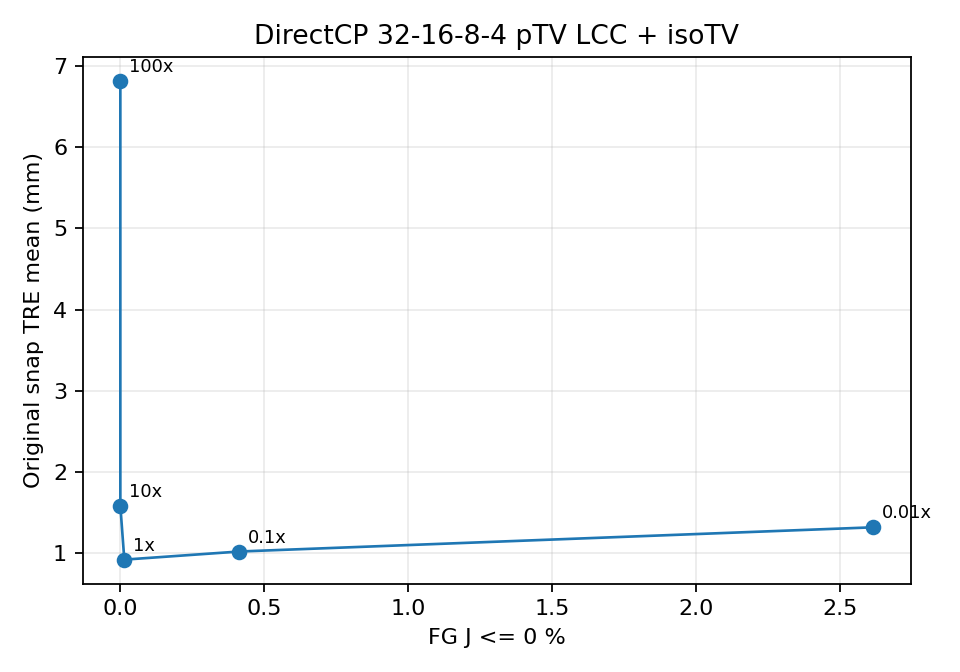 DirectCP 32-16-8-4 pTV LCC + isoTV
Original snap TRE mean (mm)
7
6
5
4
3
2
1
100x
10x
1x
0.1x
0.01x
0.0
0.5
1.0
1.5
2.0
2.5
FG J <= 0 %